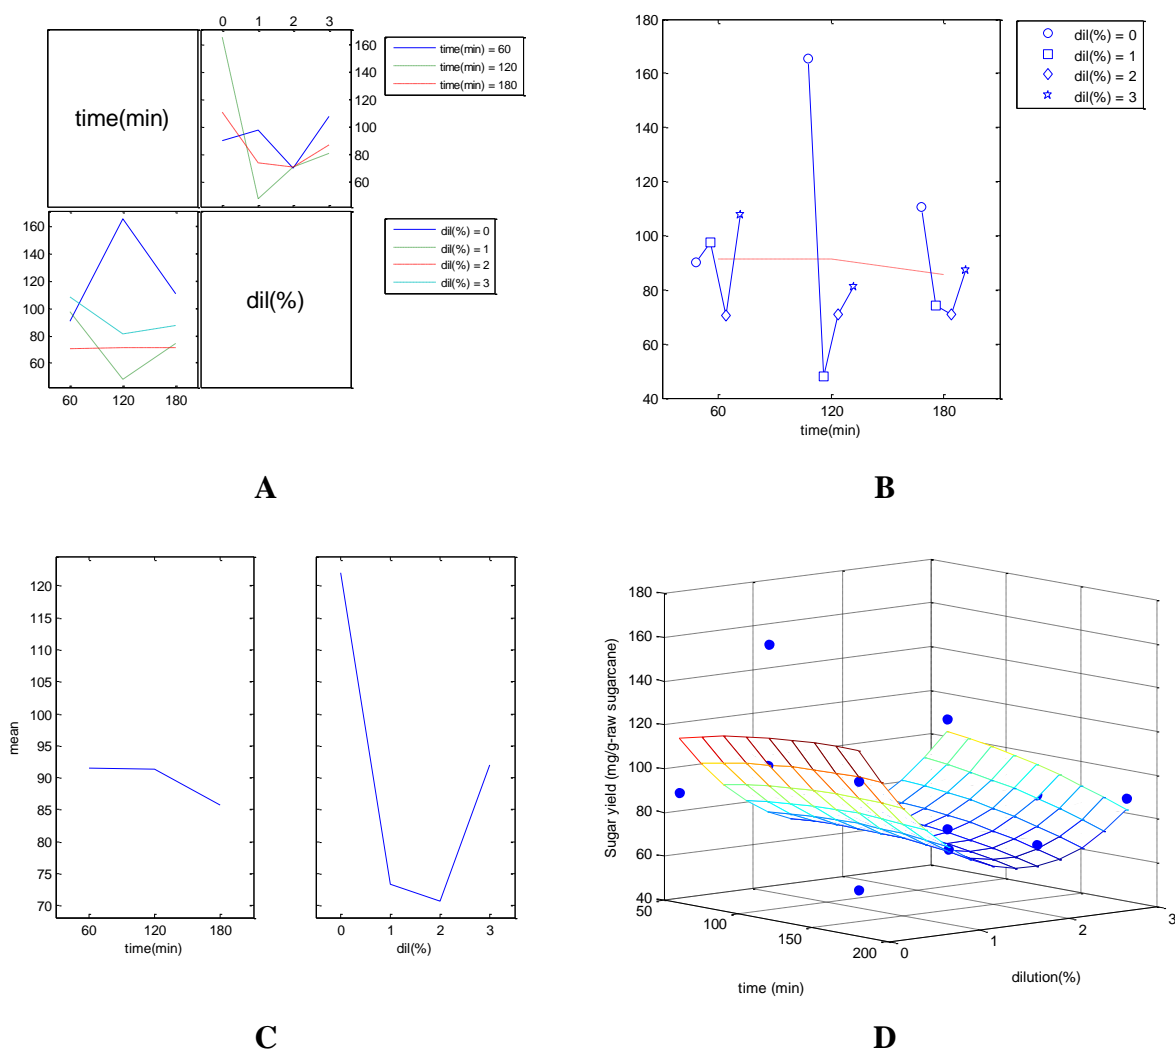 0 1 2 3
160
140
120
100
80
60
time(min)
time(min) = 60
time(min) = 120
time(min) = 180
160
140
120
100
80
60
60 120 180
dil(%)
dil(%) = 0
dil(%) = 1
dil(%) = 2
dil(%) = 3
A
180
160
140
120
100
80
60
40
60 120 180
time(min)
dil(%) = 0
dil(%) = 1
dil(%) = 2
dil(%) = 3
B
120
115
110
105
100
95
90
85
80
75
70
mean
60 120 180
time(min)
0 1 2 3
dil(%)
C
180
160
140
120
100
80
60
40
Sugar yield (mg/g-raw sugarcane)
50
100
150
200
time (min)
0
1
2
3
dilution(%)
D